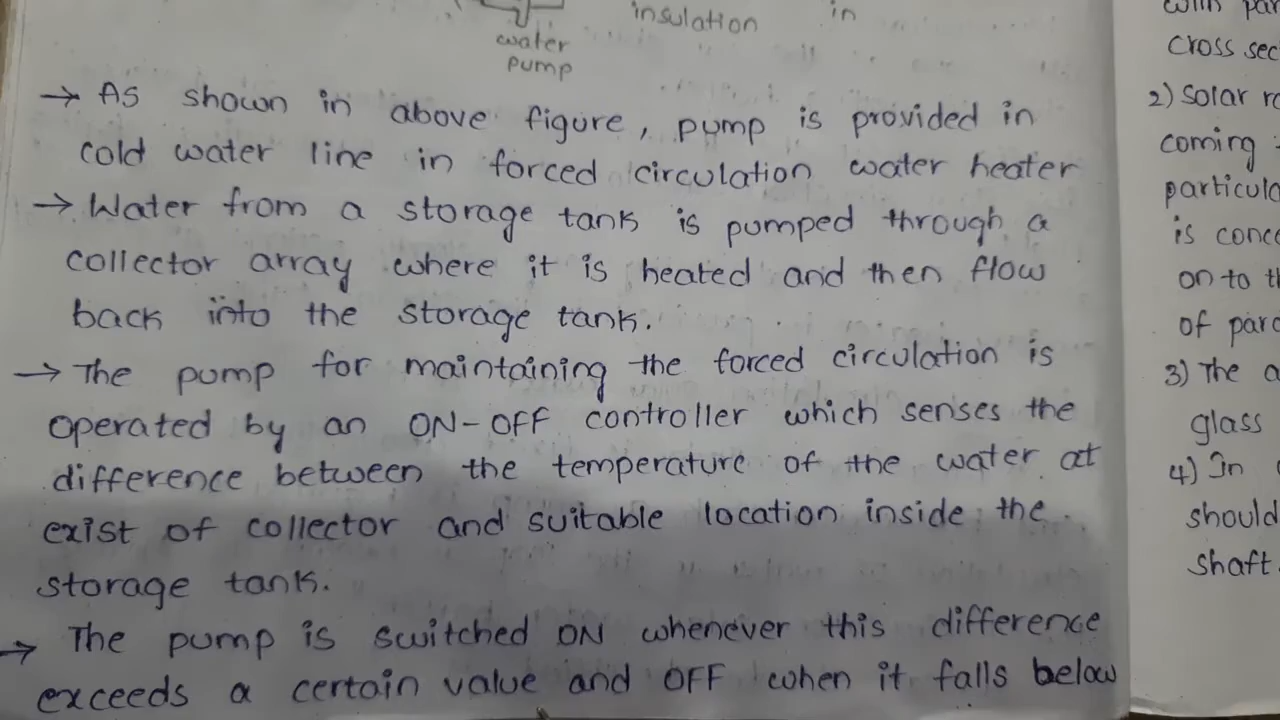 insulation in
water
pump
→ As shown in above figure, pump is provided in
cold water line in forced circulation water heater
→ Water from a storage tank is pumped through a
collector array where it is heated and then flow
back into the storage tank.
→ The pump for maintaining the forced circulation is
operated by an ON-OFF controller which senses the
difference between the temperature of the water at
exist of collector and suitable location inside the
storage tank.
→ The pump is switched ON whenever this difference
exceeds a certain value and OFF when it falls below
cross sec
2) Solar
coming
is
on to
of
3) The
glass
4) In
should
shaft.